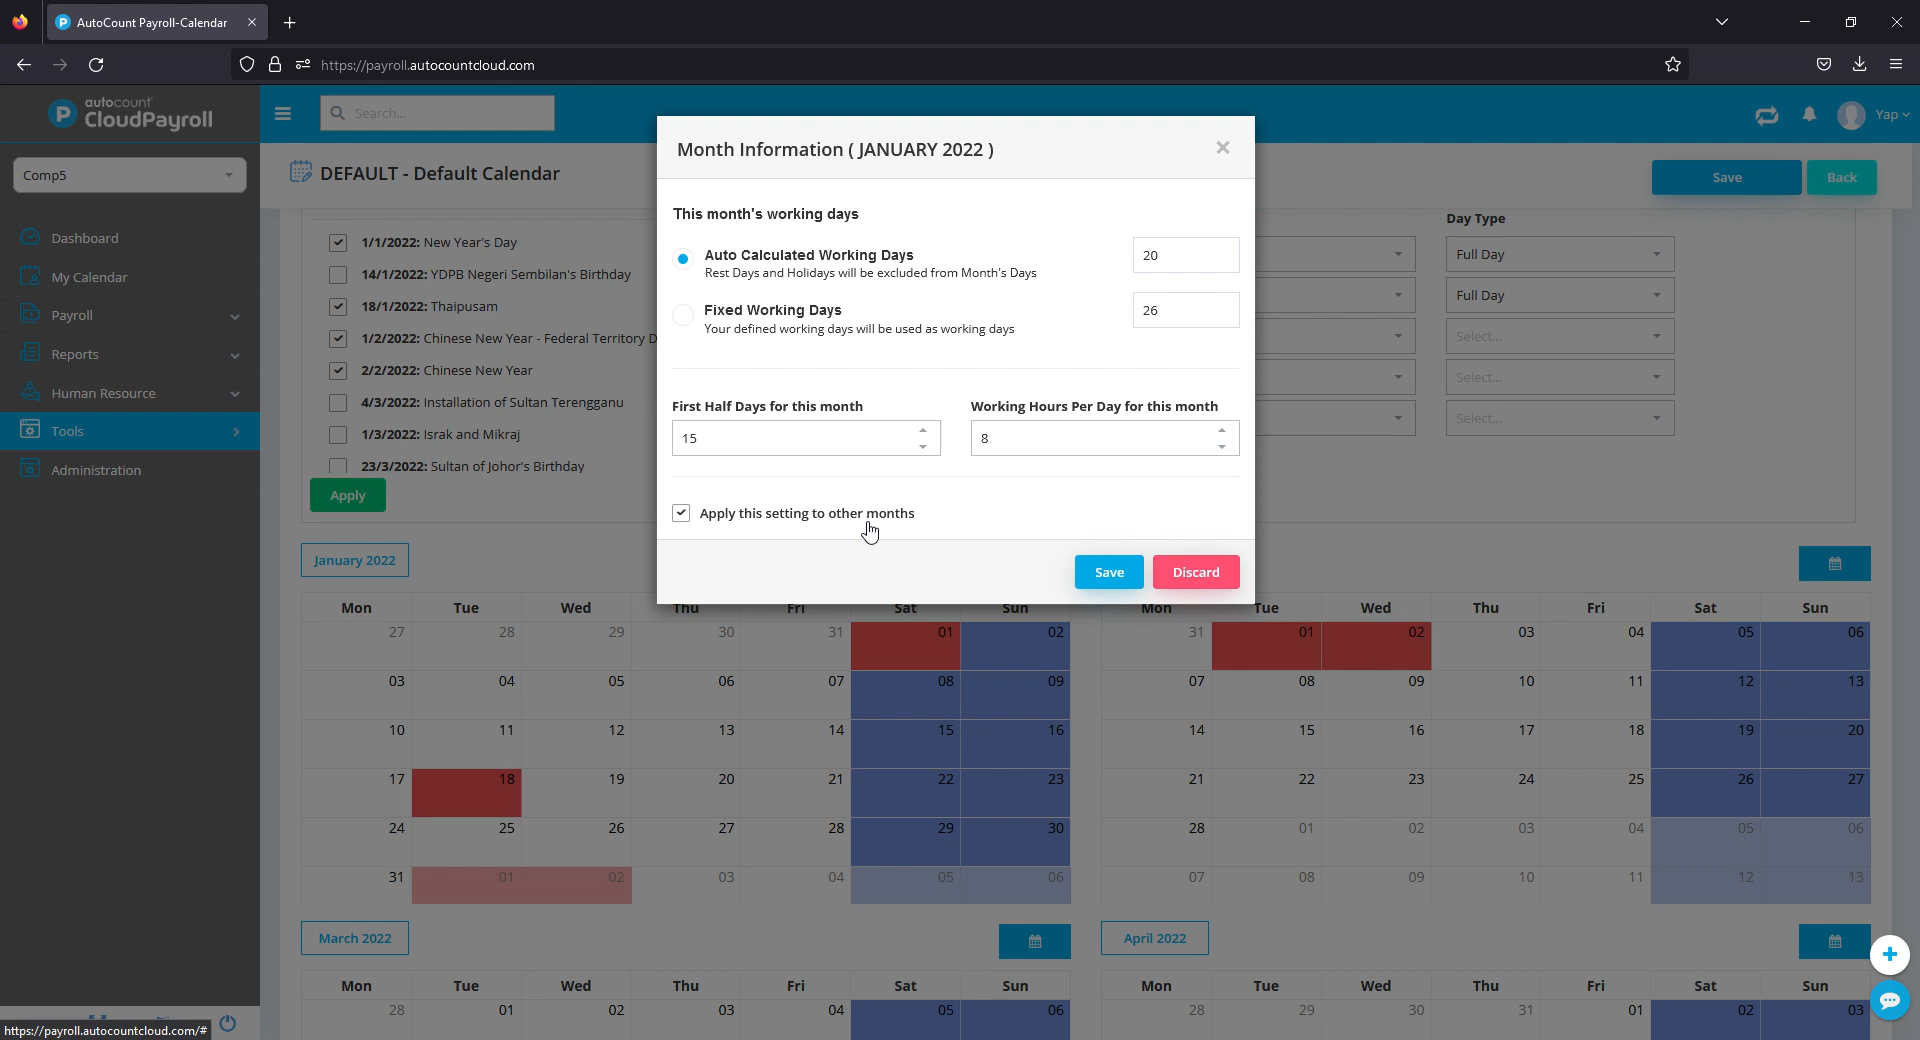 AutoCount Payroll-Calendar
https://payroll.autocountcloud.com
autocount
CloudPayroll
Search...
Yap
Comp5
DEFAULT - Default Calendar
Save
Back
Dashboard
My Calendar
Payroll
Reports
Human Resource
Tools
Administration
1/1/2022: New Year's Day
14/1/2022: YDPB Negeri Sembilan's Birthday
18/1/2022: Thaipusam
1/2/2022: Chinese New Year - Federal Territory D
2/2/2022: Chinese New Year
4/3/2022: Installation of Sultan Terengganu
1/3/2022: Israk and Mikraj
23/3/2022: Sultan of Johor's Birthday
Apply
Day Type
Full Day
Full Day
Select...
Select...
Select...
Month Information ( JANUARY 2022 )
This month's working days
Auto Calculated Working Days
20
Rest Days and Holidays will be excluded from Month's Days
Fixed Working Days
26
Your defined working days will be used as working days
First Half Days for this month
Working Hours Per Day for this month
15
8
Apply this setting to other months
Save
Discard
January 2022
Mon Tue Wed Thu Fri Sat Sun
27 28 29 30 31 01 02
03 04 05 06 07 08 09
10 11 12 13 14 15 16
17 18 19 20 21 22 23
24 25 26 27 28 29 30
31 01 02 03 04 05 06
Mon Tue Wed Thu Fri Sat Sun
31 01 02 03 04 05 06
07 08 09 10 11 12 13
14 15 16 17 18 19 20
21 22 23 24 25 26 27
28 01 02 03 04 05 06
07 08 09 10 11 12 13
March 2022
Mon Tue Wed Thu Fri Sat Sun
28 01 02 03 04 05 06
April 2022
Mon Tue Wed Thu Fri Sat Sun
28 29 30 31 01 02 03
https://payroll.autocountcloud.com/#